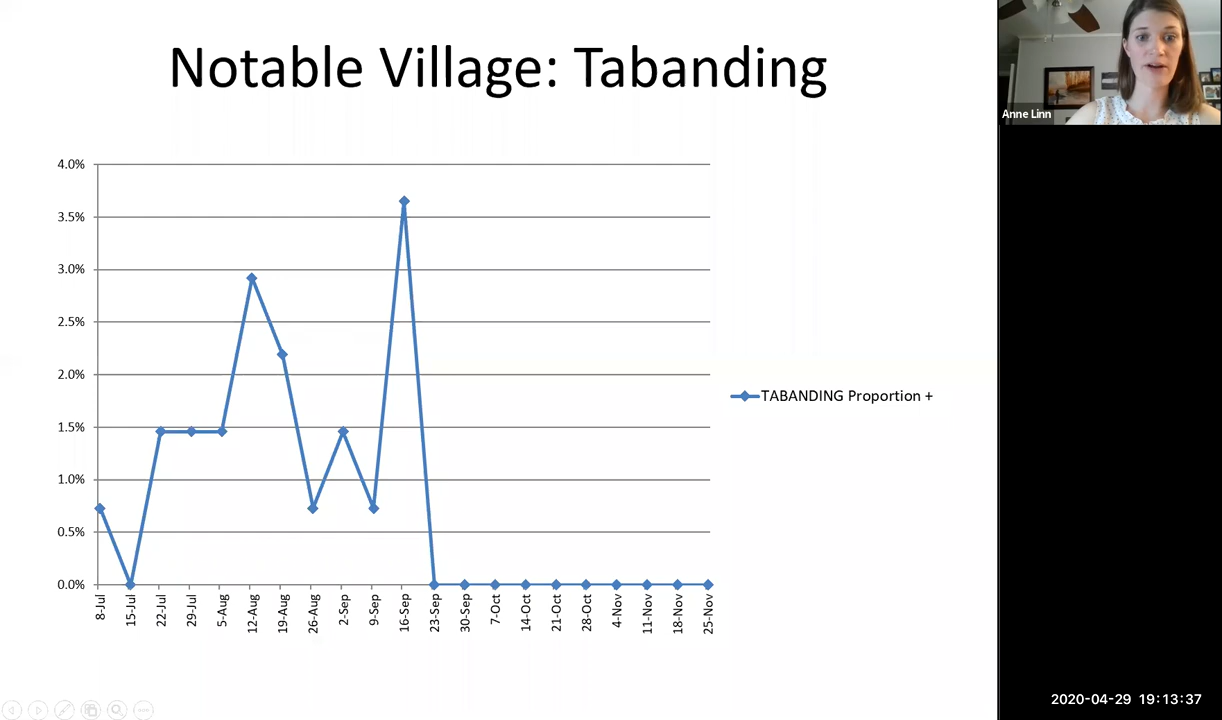 Notable Village: Tabanding
Anne Linn
4.0%
3.5%
3.0%
2.5%
2.0%
1.5%
1.0%
0.5%
0.0%
TABANDING Proportion +
8-Jul
15-Jul
22-Jul
29-Jul
5-Aug
12-Aug
19-Aug
26-Aug
2-Sep
9-Sep
16-Sep
23-Sep
30-Sep
7-Oct
14-Oct
21-Oct
28-Oct
4-Nov
11-Nov
18-Nov
25-Nov
2020-04-29 19:13:37